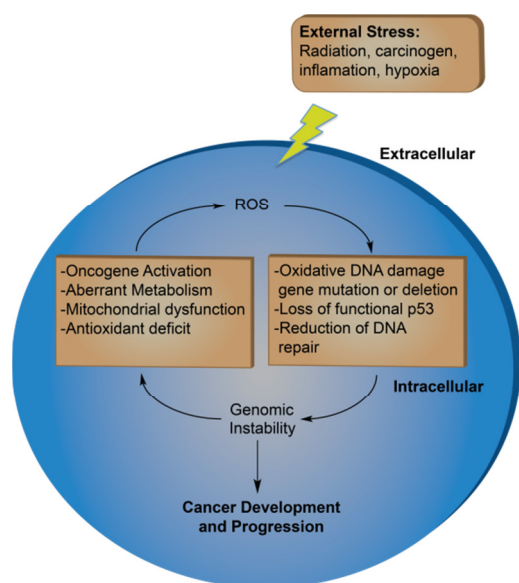 External Stress:
Radiation, carcinogen,
inflamation, hypoxia
Extracellular
ROS
-Oncogene Activation
-Aberrant Metabolism
-Mitochondrial dysfunction
-Antioxidant deficit
-Oxidative DNA damage
gene mutation or deletion
-Loss of functional p53
-Reduction of DNA
repair
Intracellular
Genomic
Instability
Cancer Development
and Progression